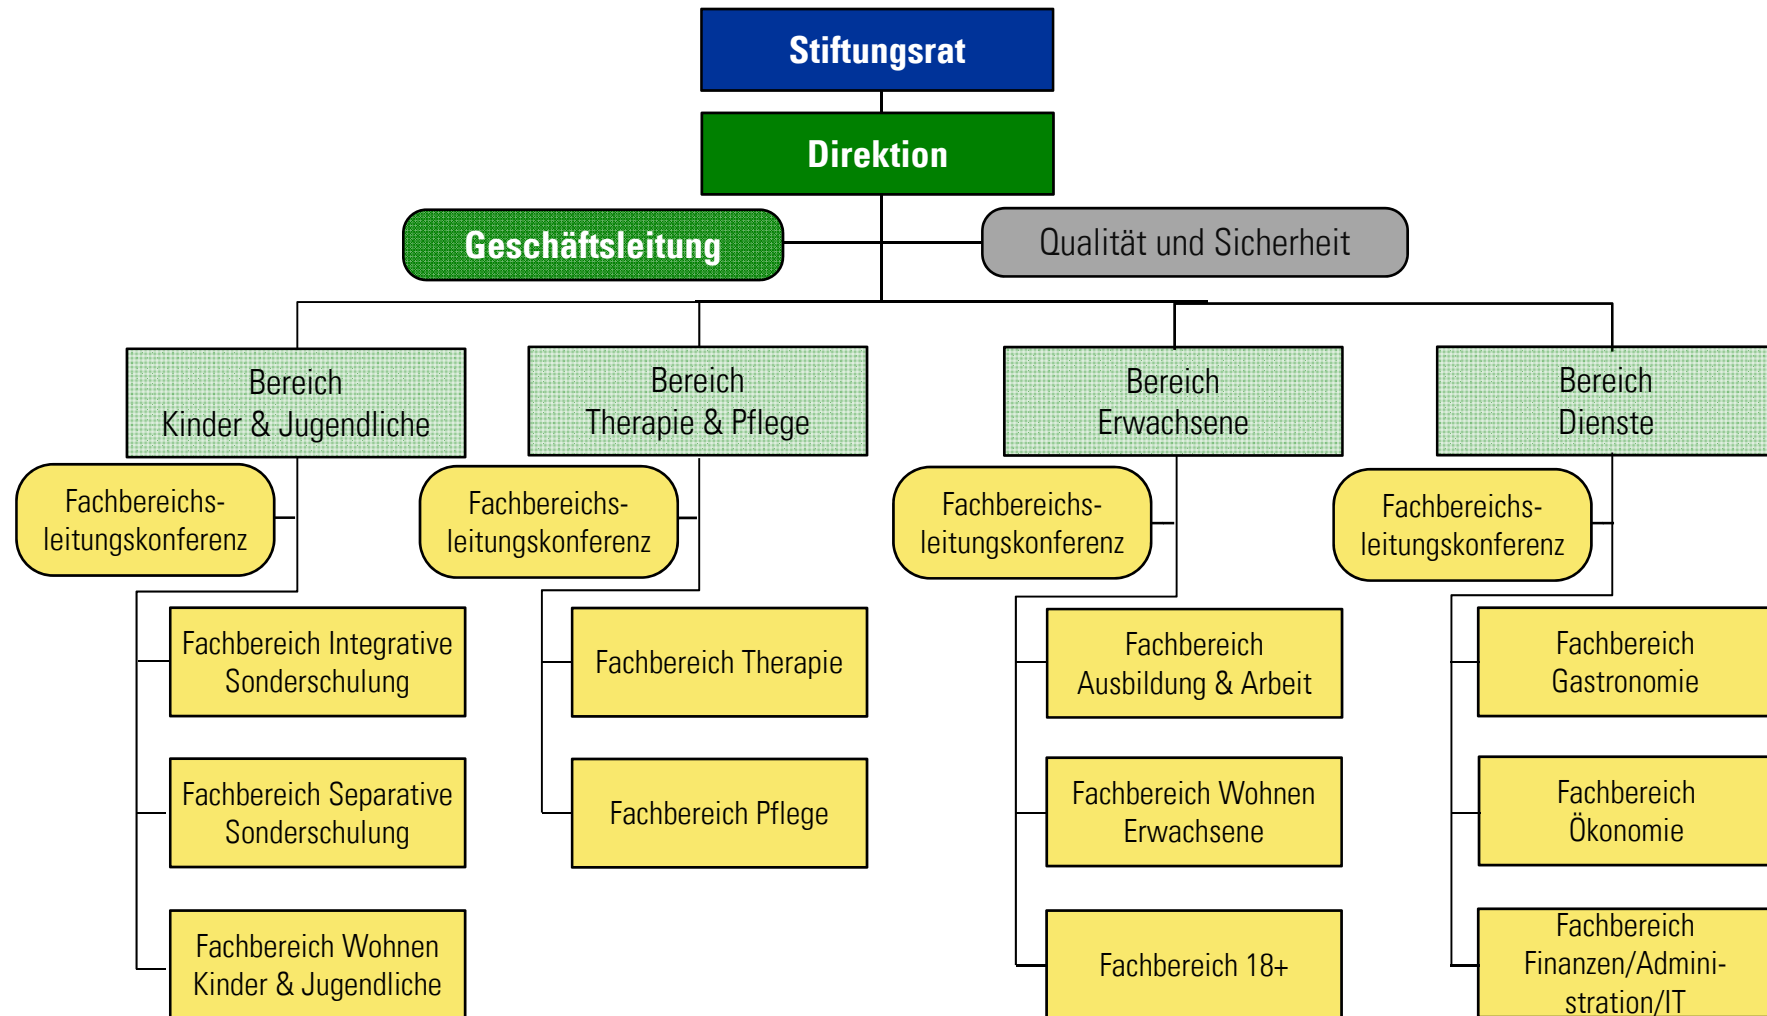 Stiftungsrat
Direktion
Geschäftsleitung
Qualität und Sicherheit
Bereich
Kinder & Jugendliche
Bereich
Therapie & Pflege
Bereich
Erwachsene
Bereich
Dienste
Fachbereichs-
leitungskonferenz
Fachbereichs-
leitungskonferenz
Fachbereichs-
leitungskonferenz
Fachbereichs-
leitungskonferenz
Fachbereich Integrative
Sonderschulung
Fachbereich Therapie
Fachbereich
Ausbildung & Arbeit
Fachbereich
Gastronomie
Fachbereich Separative
Sonderschulung
Fachbereich Pflege
Fachbereich Wohnen
Erwachsene
Fachbereich
Ökonomie
Fachbereich Wohnen
Kinder & Jugendliche
Fachbereich 18+
Fachbereich
Finanzen/Admini-
stration/IT